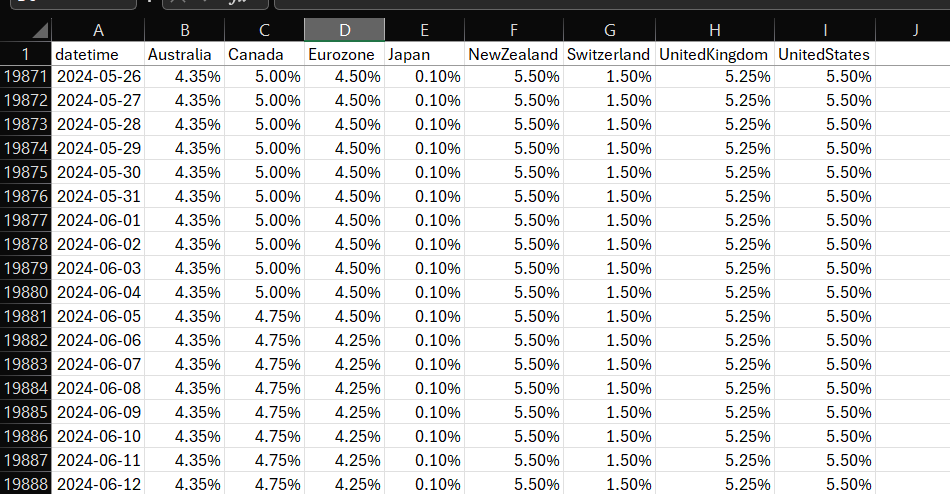 A B C D E F G H I J
1 datetime Australia Canada Eurozone Japan NewZealand Switzerland UnitedKingdom UnitedStates
19871 2024-05-26 4.35% 5.00% 4.50% 0.10% 5.50% 1.50% 5.25% 5.50%
19872 2024-05-27 4.35% 5.00% 4.50% 0.10% 5.50% 1.50% 5.25% 5.50%
19873 2024-05-28 4.35% 5.00% 4.50% 0.10% 5.50% 1.50% 5.25% 5.50%
19874 2024-05-29 4.35% 5.00% 4.50% 0.10% 5.50% 1.50% 5.25% 5.50%
19875 2024-05-30 4.35% 5.00% 4.50% 0.10% 5.50% 1.50% 5.25% 5.50%
19876 2024-05-31 4.35% 5.00% 4.50% 0.10% 5.50% 1.50% 5.25% 5.50%
19877 2024-06-01 4.35% 5.00% 4.50% 0.10% 5.50% 1.50% 5.25% 5.50%
19878 2024-06-02 4.35% 5.00% 4.50% 0.10% 5.50% 1.50% 5.25% 5.50%
19879 2024-06-03 4.35% 5.00% 4.50% 0.10% 5.50% 1.50% 5.25% 5.50%
19880 2024-06-04 4.35% 5.00% 4.50% 0.10% 5.50% 1.50% 5.25% 5.50%
19881 2024-06-05 4.35% 4.75% 4.50% 0.10% 5.50% 1.50% 5.25% 5.50%
19882 2024-06-06 4.35% 4.75% 4.25% 0.10% 5.50% 1.50% 5.25% 5.50%
19883 2024-06-07 4.35% 4.75% 4.25% 0.10% 5.50% 1.50% 5.25% 5.50%
19884 2024-06-08 4.35% 4.75% 4.25% 0.10% 5.50% 1.50% 5.25% 5.50%
19885 2024-06-09 4.35% 4.75% 4.25% 0.10% 5.50% 1.50% 5.25% 5.50%
19886 2024-06-10 4.35% 4.75% 4.25% 0.10% 5.50% 1.50% 5.25% 5.50%
19887 2024-06-11 4.35% 4.75% 4.25% 0.10% 5.50% 1.50% 5.25% 5.50%
19888 2024-06-12 4.35% 4.75% 4.25% 0.10% 5.50% 1.50% 5.25% 5.50%